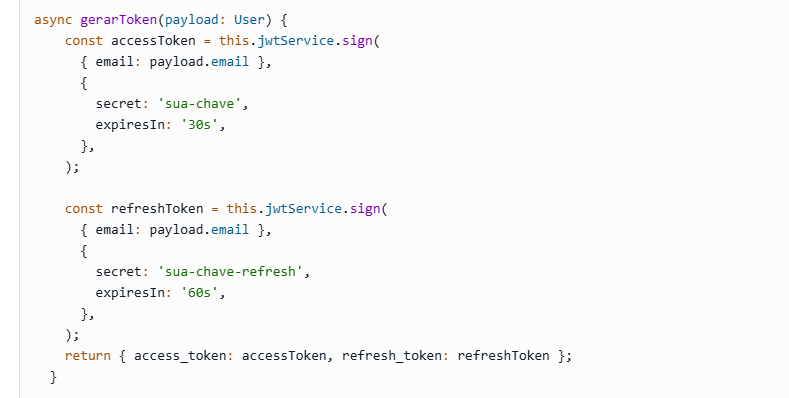 async gerarToken(payload: User) {
    const accessToken = this.jwtService.sign(
      { email: payload.email },
      {
        secret: 'sua-chave',
        expiresIn: '30s',
      },
    );

    const refreshToken = this.jwtService.sign(
      { email: payload.email },
      {
        secret: 'sua-chave-refresh',
        expiresIn: '60s',
      },
    );
    return { access_token: accessToken, refresh_token: refreshToken };
  }